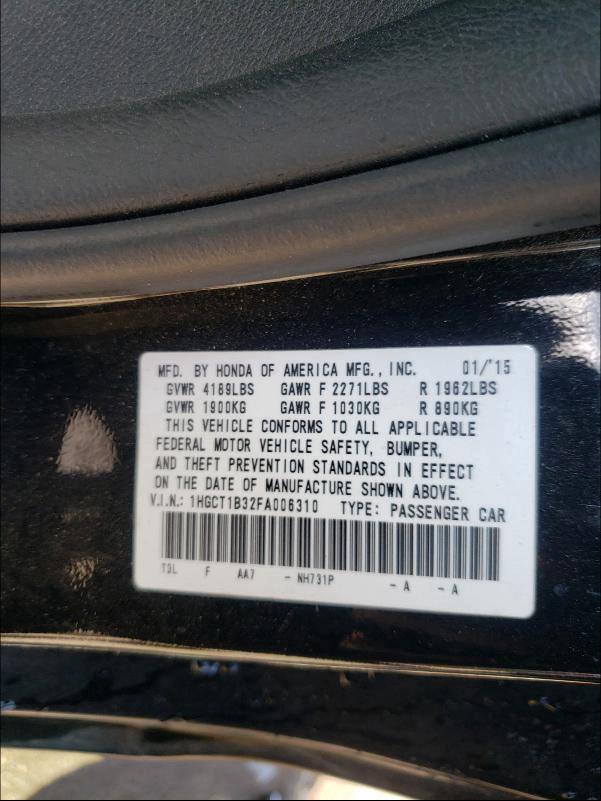 MFD. BY HONDA OF AMERICA MFG., INC. 01/'15
GVWR 4189LBS GAWR F 2271LBS R 1962LBS
GVWR 1900KG GAWR F 1030KG R 890KG
THIS VEHICLE CONFORMS TO ALL APPLICABLE
FEDERAL MOTOR VEHICLE SAFETY, BUMPER,
AND THEFT PREVENTION STANDARDS IN EFFECT
ON THE DATE OF MANUFACTURE SHOWN ABOVE.
V.I.N.: 1HGCT1B32FA006310 TYPE: PASSENGER CAR
T3L F AA7 - NH731P - A - A